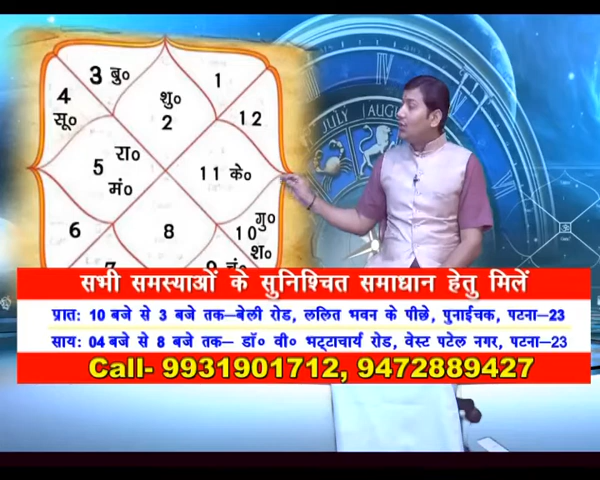 3 बु०
1
4
सू०
शु०
2
12
5
रा०
मं०
11 के०
6
8
गु०
10
श०
JULY
AUGU
सभी समस्याओं के सुनिश्चित समाधान हेतु मिलें
प्रात: 10 बजे से 3 बजे तक–बेली रोड, ललित भवन के पीछे, पुनाईचक, पटना–23
साय: 04 बजे से 8 बजे तक– डॉ० वी० भट्टाचार्य रोड, वेस्ट पटेल नगर, पटना–23
Call- 9931901712, 9472889427